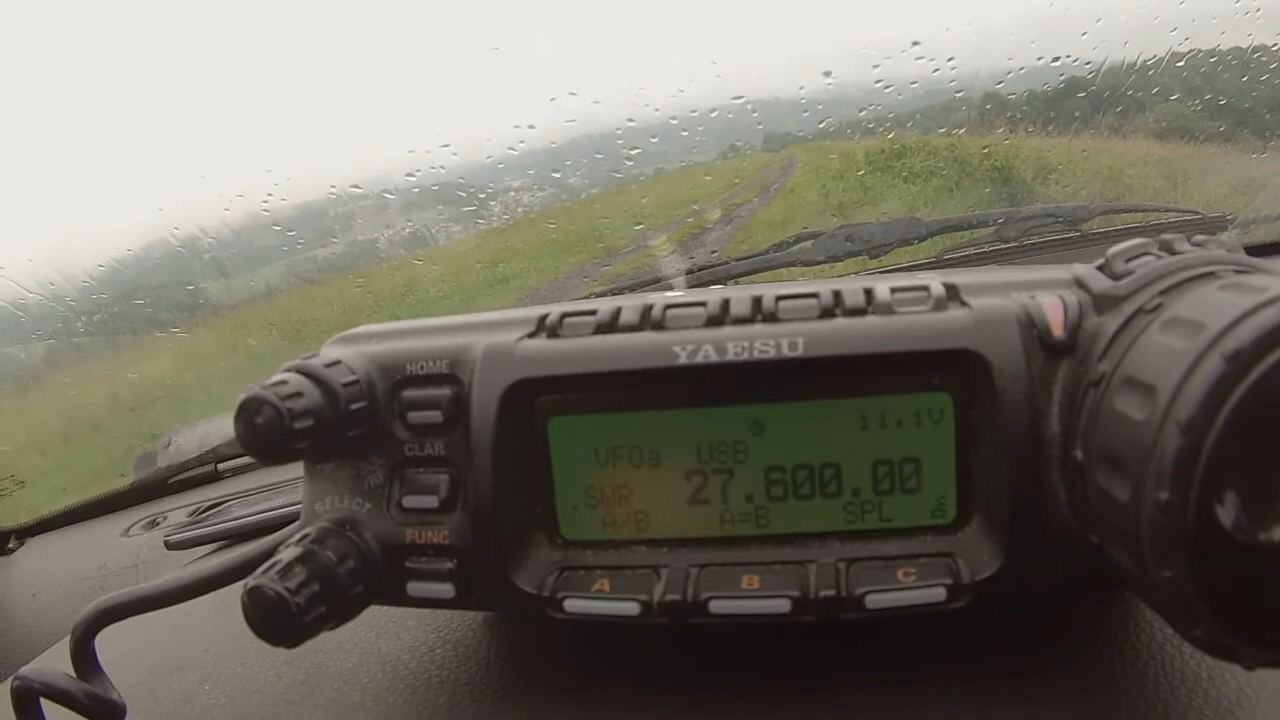 YAESU
HOME
CLAR
SELECT
FUNC
11.1V
VFOa USB
SWR 27.600.00
A/B A=B SPL
A B C